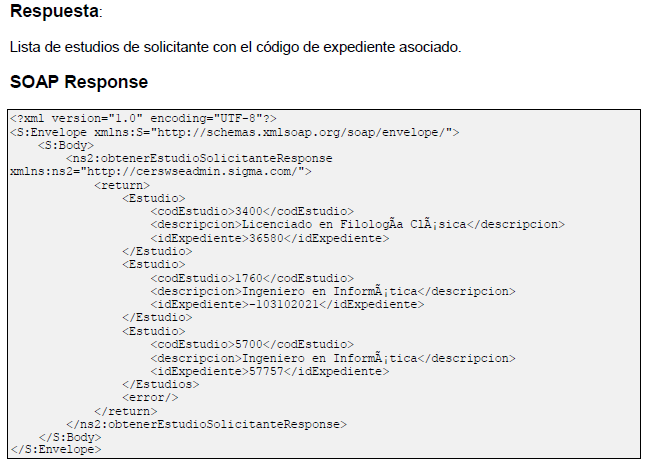 Respuesta:
Lista de estudios de solicitante con el código de expediente asociado.
SOAP Response
<?xml version="1.0" encoding="UTF-8"?>
<S:Envelope xmlns:S="http://schemas.xmlsoap.org/soap/envelope/">
<S:Body>
<ns2:obtenerEstudioSolicitanteResponse
xmlns:ns2="http://cerswseadmin.sigma.com/">
<return>
<Estudio>
<codEstudio>3400</codEstudio>
<descripcion>Licenciado en FilologÃa ClÃ¡sica</descripcion>
<idExpediente>36580</idExpediente>
</Estudio>
<Estudio>
<codEstudio>1760</codEstudio>
<descripcion>Ingeniero en InformÃ¡tica</descripcion>
<idExpediente>-103102021</idExpediente>
</Estudio>
<Estudio>
<codEstudio>5700</codEstudio>
<descripcion>Ingeniero en InformÃ¡tica</descripcion>
<idExpediente>57757</idExpediente>
</Estudios>
<error/>
</return>
</ns2:obtenerEstudioSolicitanteResponse>
</S:Body>
</S:Envelope>